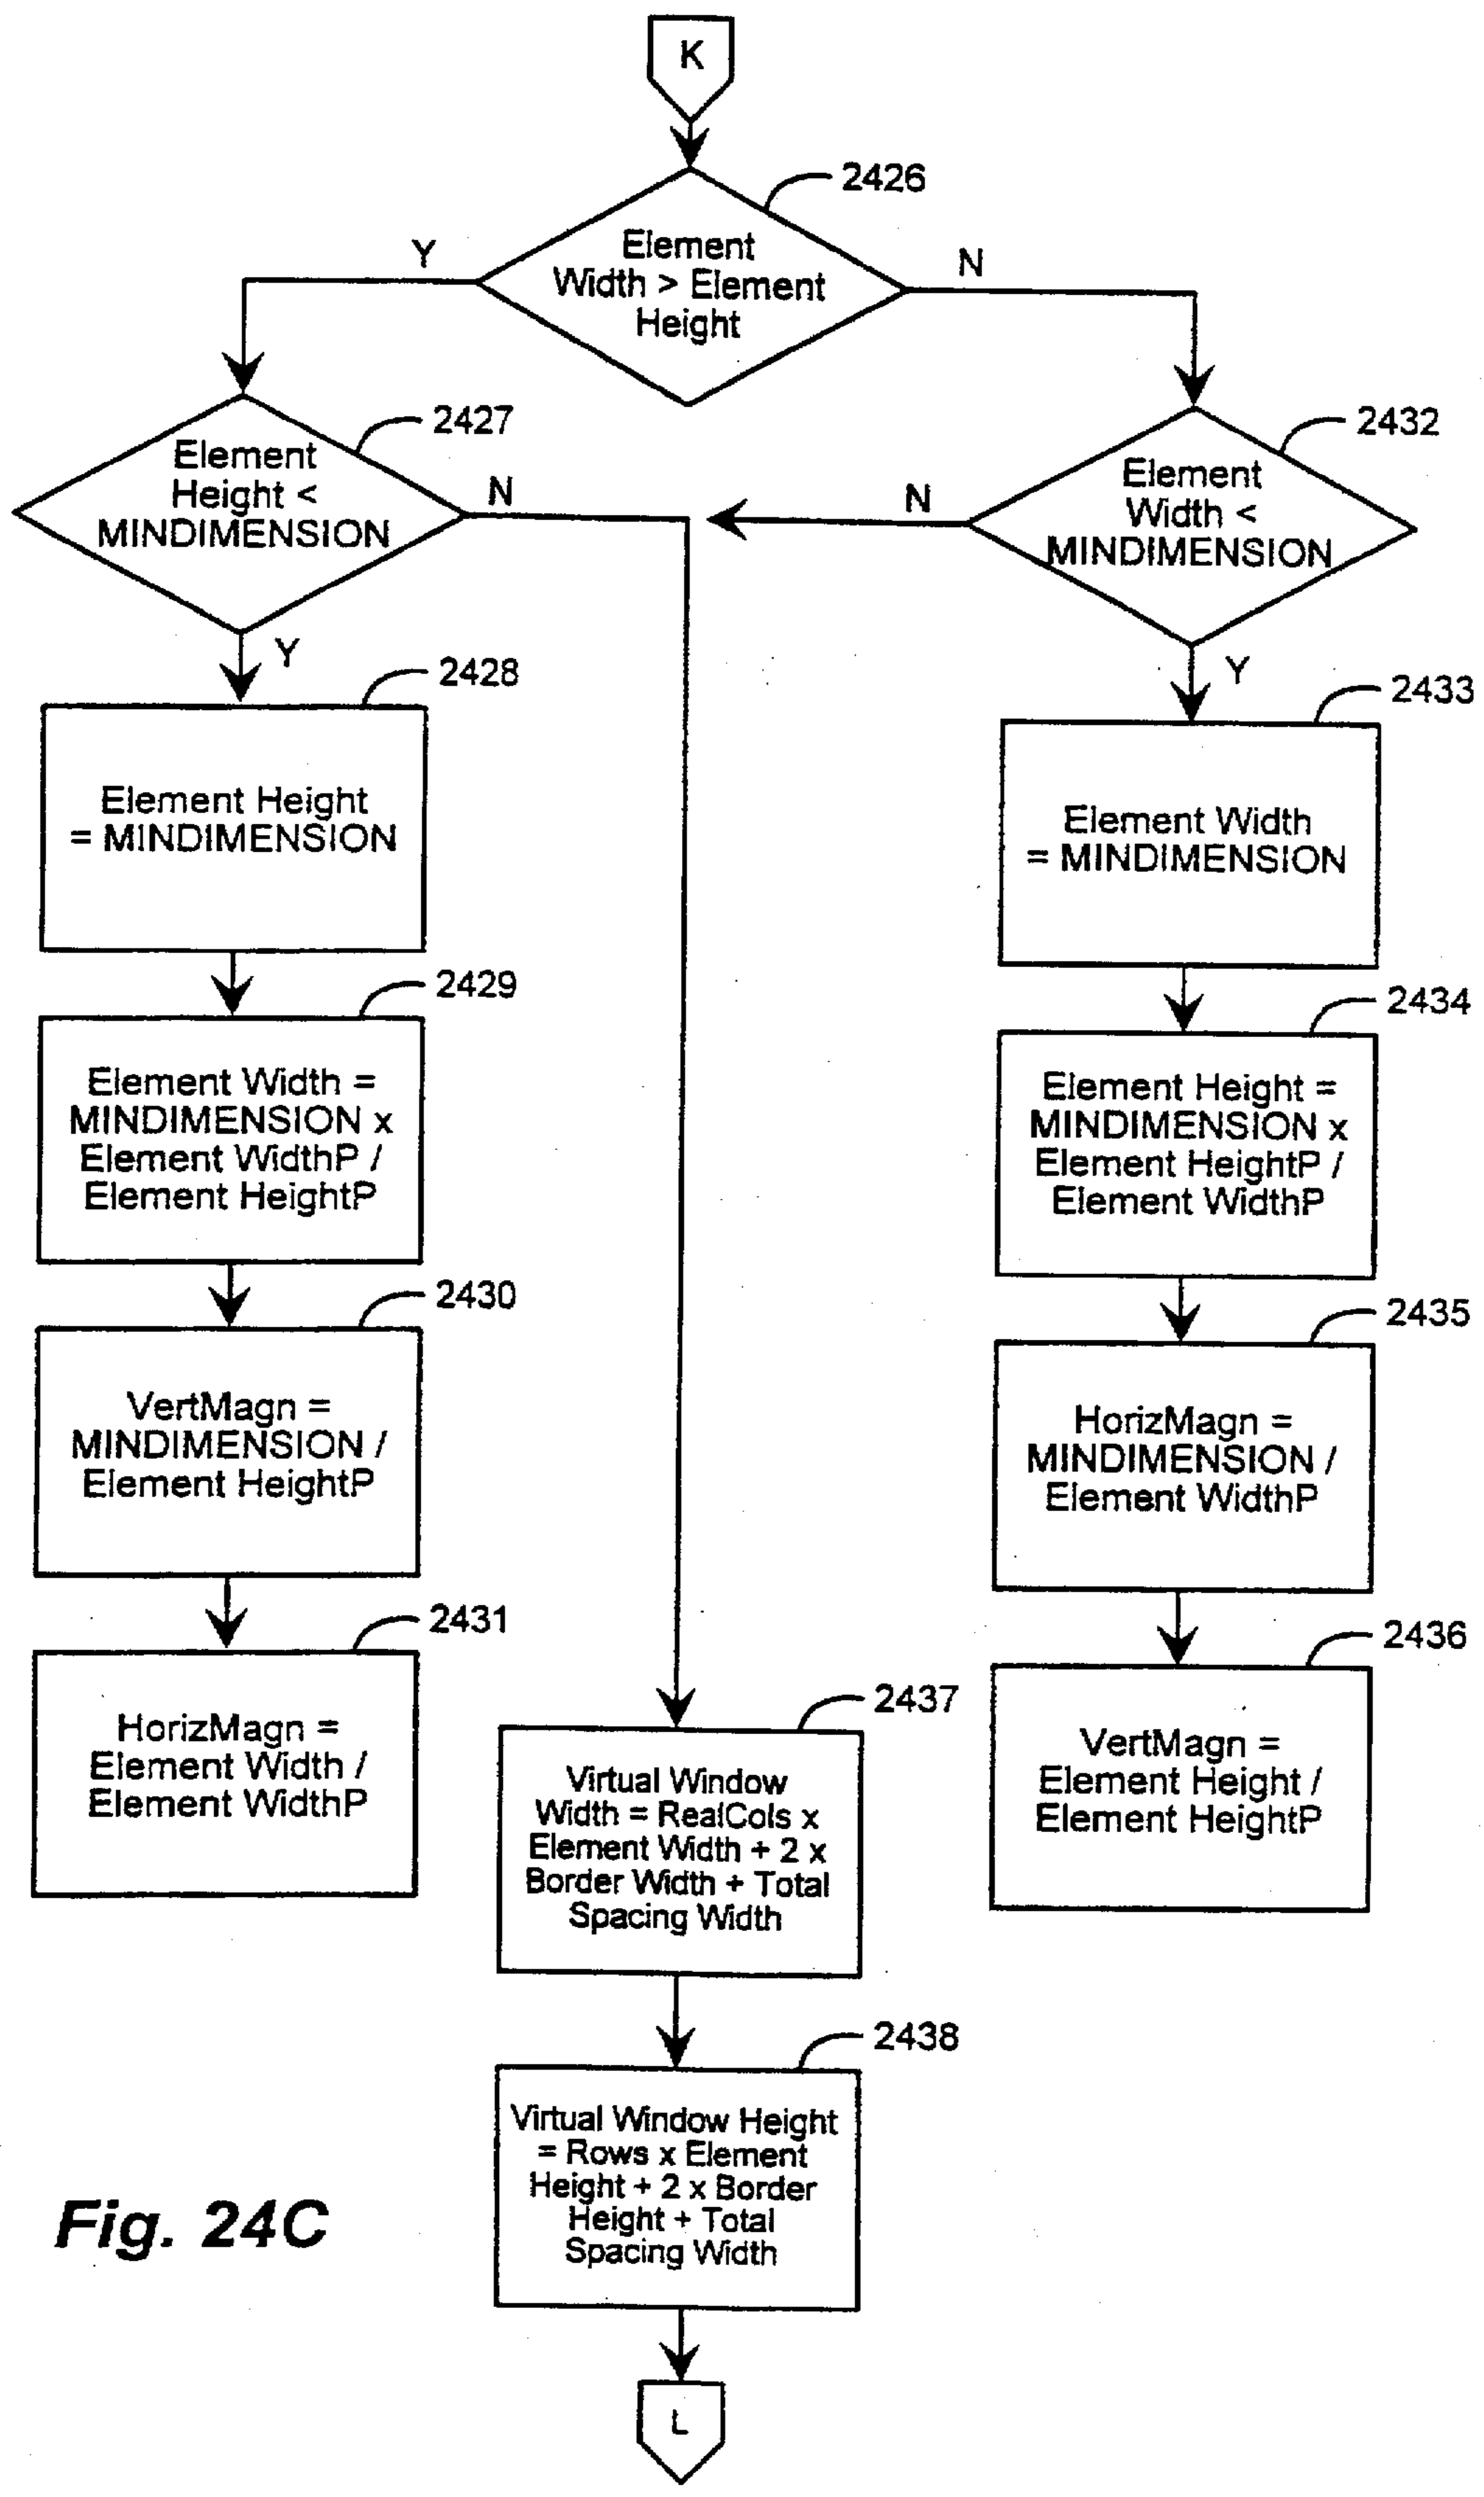 K
2426
Element
Width > Element
Height
Y
N
2427
Element
Height <
MINDIMENSION
N
Y
2432
Element
Width <
MINDIMENSION
N
Y
2428
Element Height
= MINDIMENSION
2429
Element Width =
MINDIMENSION x
Element WidthP /
Element HeightP
2430
VertMagn =
MINDIMENSION /
Element HeightP
2431
HorizMagn =
Element Width /
Element WidthP
2433
Element Width
= MINDIMENSION
2434
Element Height =
MINDIMENSION x
Element HeightP /
Element WidthP
2435
HorizMagn =
MINDIMENSION /
Element WidthP
2436
VertMagn =
Element Height /
Element HeightP
2437
Virtual Window
Width = RealCols x
Element Width + 2 x
Border Width + Total
Spacing Width
2438
Virtual Window Height
= Rows x Element
Height + 2 x Border
Height + Total
Spacing Width
L
Fig. 24C